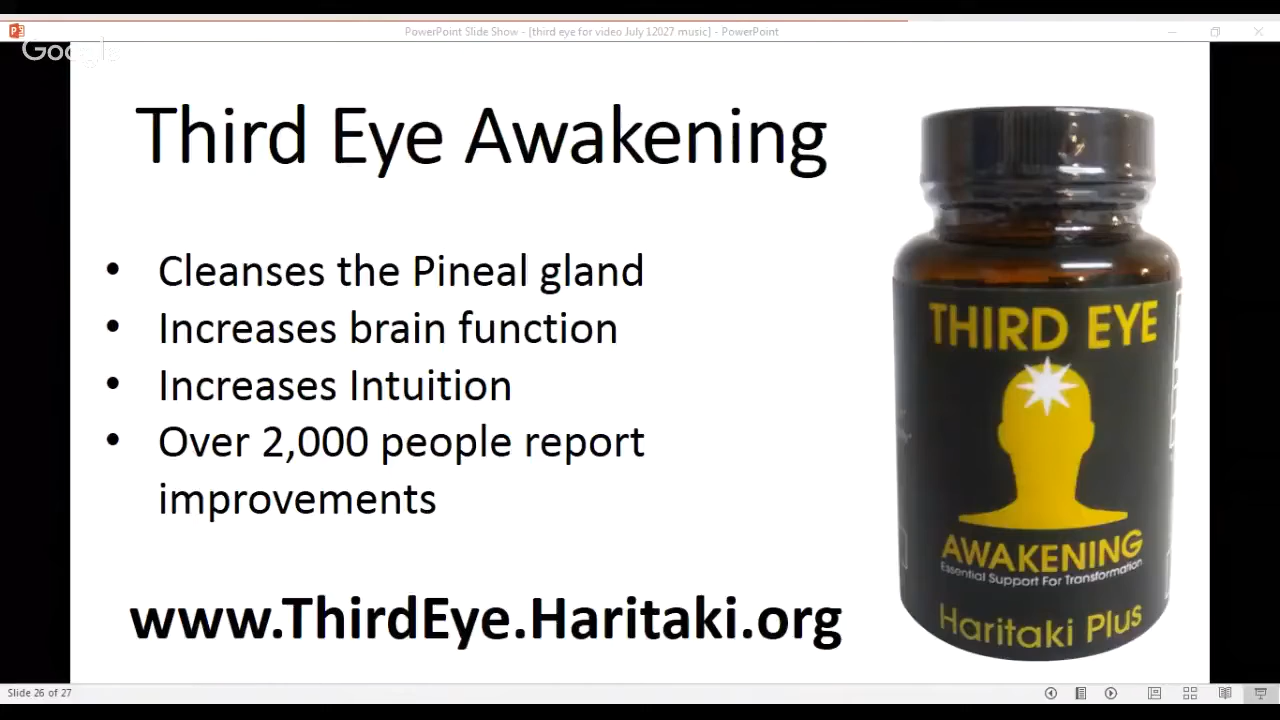 PowerPoint Slide Show - [third eye for video July 12027 music] - PowerPoint
Google
Third Eye Awakening
• Cleanses the Pineal gland
• Increases brain function
• Increases Intuition
• Over 2,000 people report
improvements
www.ThirdEye.Haritaki.org
THIRD EYE
AWAKENING
Essential Support For Transformation
Haritaki Plus
Slide 26 of 27